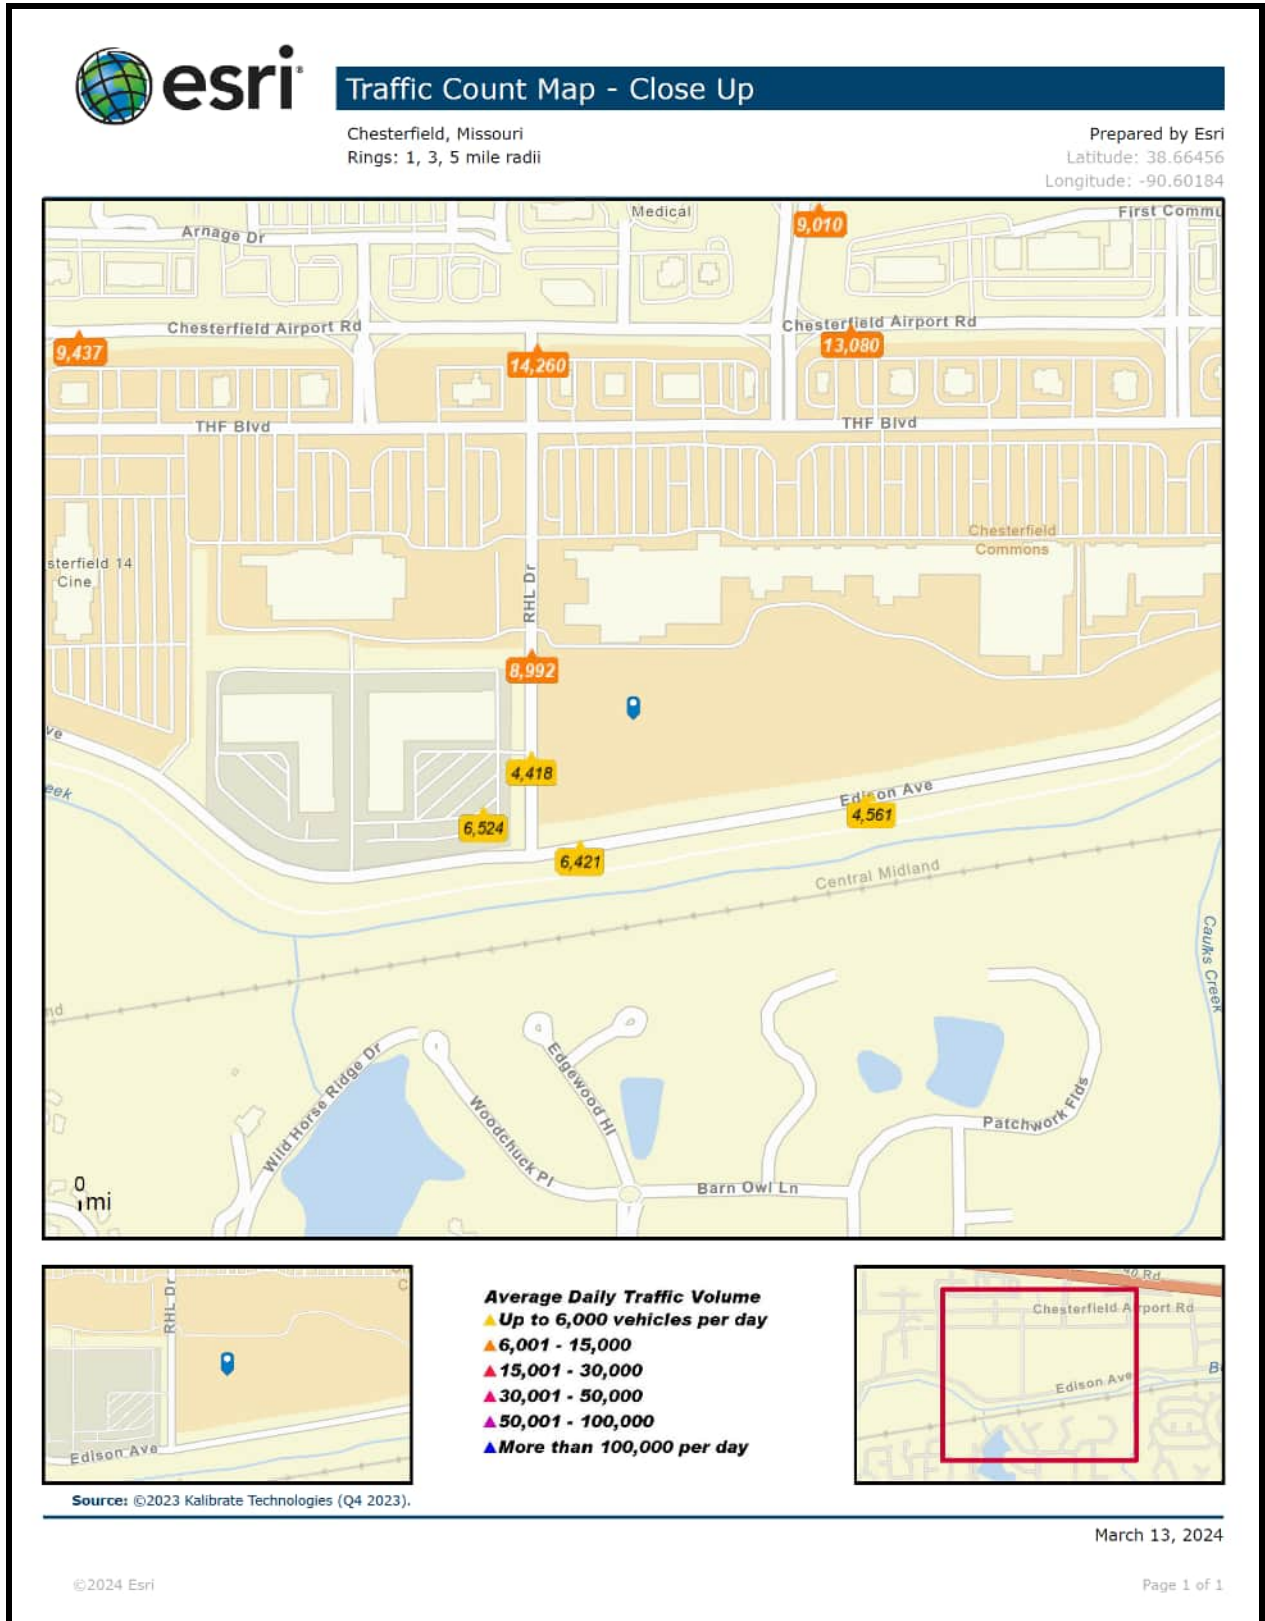 esri
Traffic Count Map - Close Up
Chesterfield, Missouri
Prepared by Esri
Rings: 1, 3, 5 mile radii
Latitude: 38.66456
Longitude: -90.60184
Medical
First Commu
9,010
Arnage Dr
Chesterfield Airport Rd
Chesterfield Airport Rd
9,437
14,260
13,080
THF Blvd
THF Blvd
Chesterfield
Commons
sterfield 14
Cine
RHL Dr
8,992
ve
4,418
eek
Edison Ave
4,561
6,524
6,421
Central Midland
Caulks Creek
nd
Wild Horse Ridge Dr
Edgewood Hl
Woodchuck Pl
Patchwork Flds
Barn Owl Ln
0
mi
RHL Dr
C
Edison Ave
Average Daily Traffic Volume
Up to 6,000 vehicles per day
6,001 - 15,000
15,001 - 30,000
30,001 - 50,000
50,001 - 100,000
More than 100,000 per day
40 Rd
Chesterfield Airport Rd
Edison Ave
B
Source: ©2023 Kalibrate Technologies (Q4 2023).
March 13, 2024
©2024 Esri
Page 1 of 1